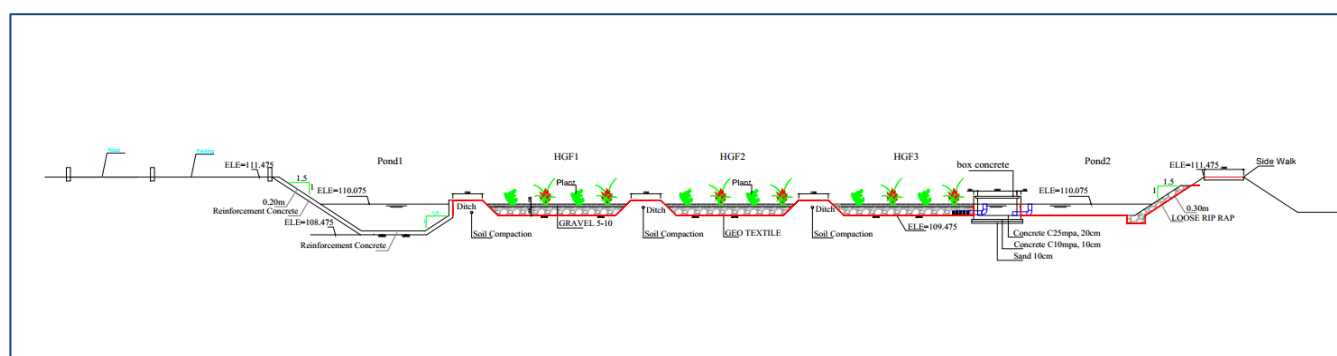 Road
Parking
ELE=111.475
Pond1
HGF1
HGF2
HGF3
box concrete
Pond2
ELE=111.475
Side Walk
1.5
1
ELE=110.075
Plant
Plant
ELE=110.075
1.5
1
0.20m
Reinforcement Concrete
Ditch
Ditch
Ditch
0.30m
LOOSE RIP RAP
ELE=108.475
Reinforcement Concrete
Soil Compaction
GRAVEL 5-10
Soil Compaction
GEO TEXTILE
Soil Compaction
ELE=109.475
Concrete C25mpa, 20cm
Concrete C10mpa, 10cm
Sand 10cm